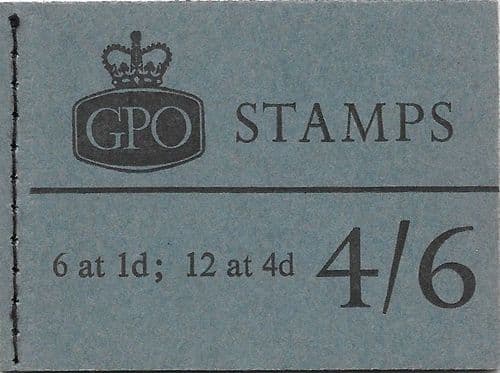 GPO STAMPS
6 at 1d; 12 at 4d 4/6